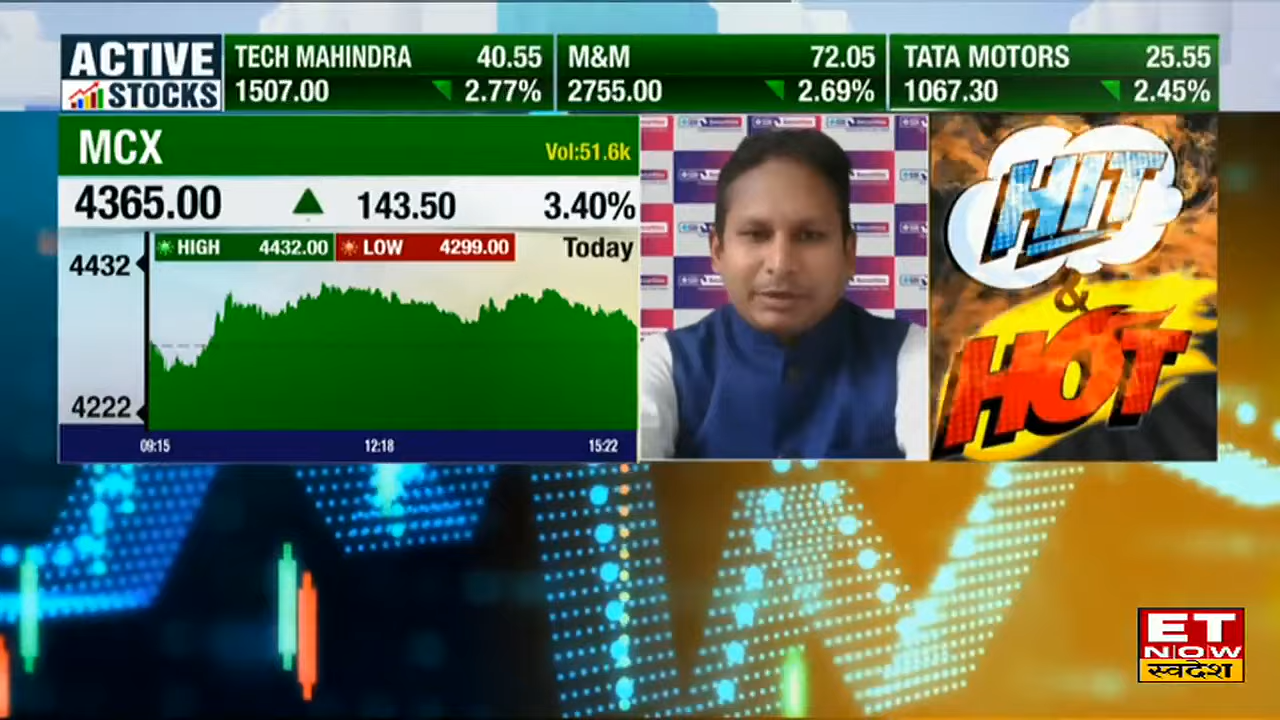 ACTIVE
STOCKS
TECH MAHINDRA 40.55
1507.00 2.77%
M&M 72.05
2755.00 2.69%
TATA MOTORS 25.55
1067.30 2.45%
MCX
Vol:51.6k
4365.00 143.50 3.40%
HIGH 4432.00 LOW 4299.00 Today
4432
4222
09:15 12:18 15:22
HIT
&
HOT
ET
NOW
स्वदेश